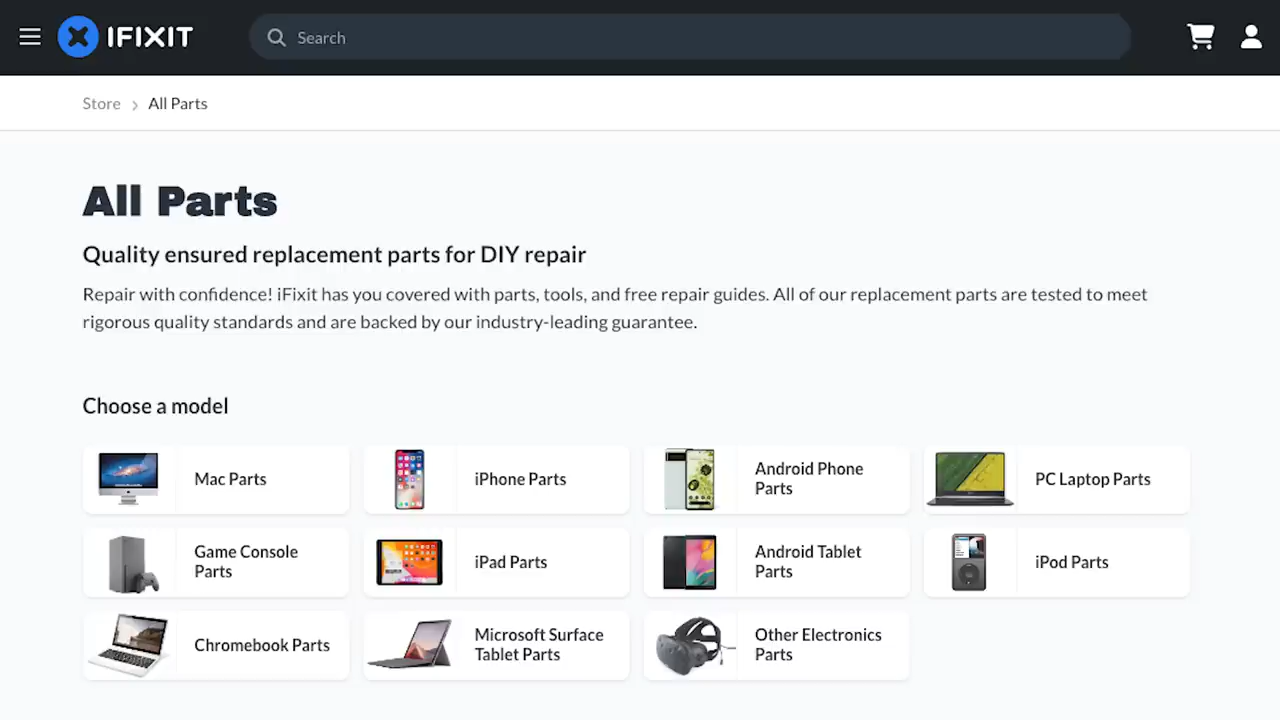 IFIXIT
Search
Store > All Parts
All Parts
Quality ensured replacement parts for DIY repair
Repair with confidence! iFixit has you covered with parts, tools, and free repair guides. All of our replacement parts are tested to meet
rigorous quality standards and are backed by our industry-leading guarantee.
Choose a model
Mac Parts
iPhone Parts
Android Phone
Parts
PC Laptop Parts
Game Console
Parts
iPad Parts
Android Tablet
Parts
iPod Parts
Chromebook Parts
Microsoft Surface
Tablet Parts
Other Electronics
Parts